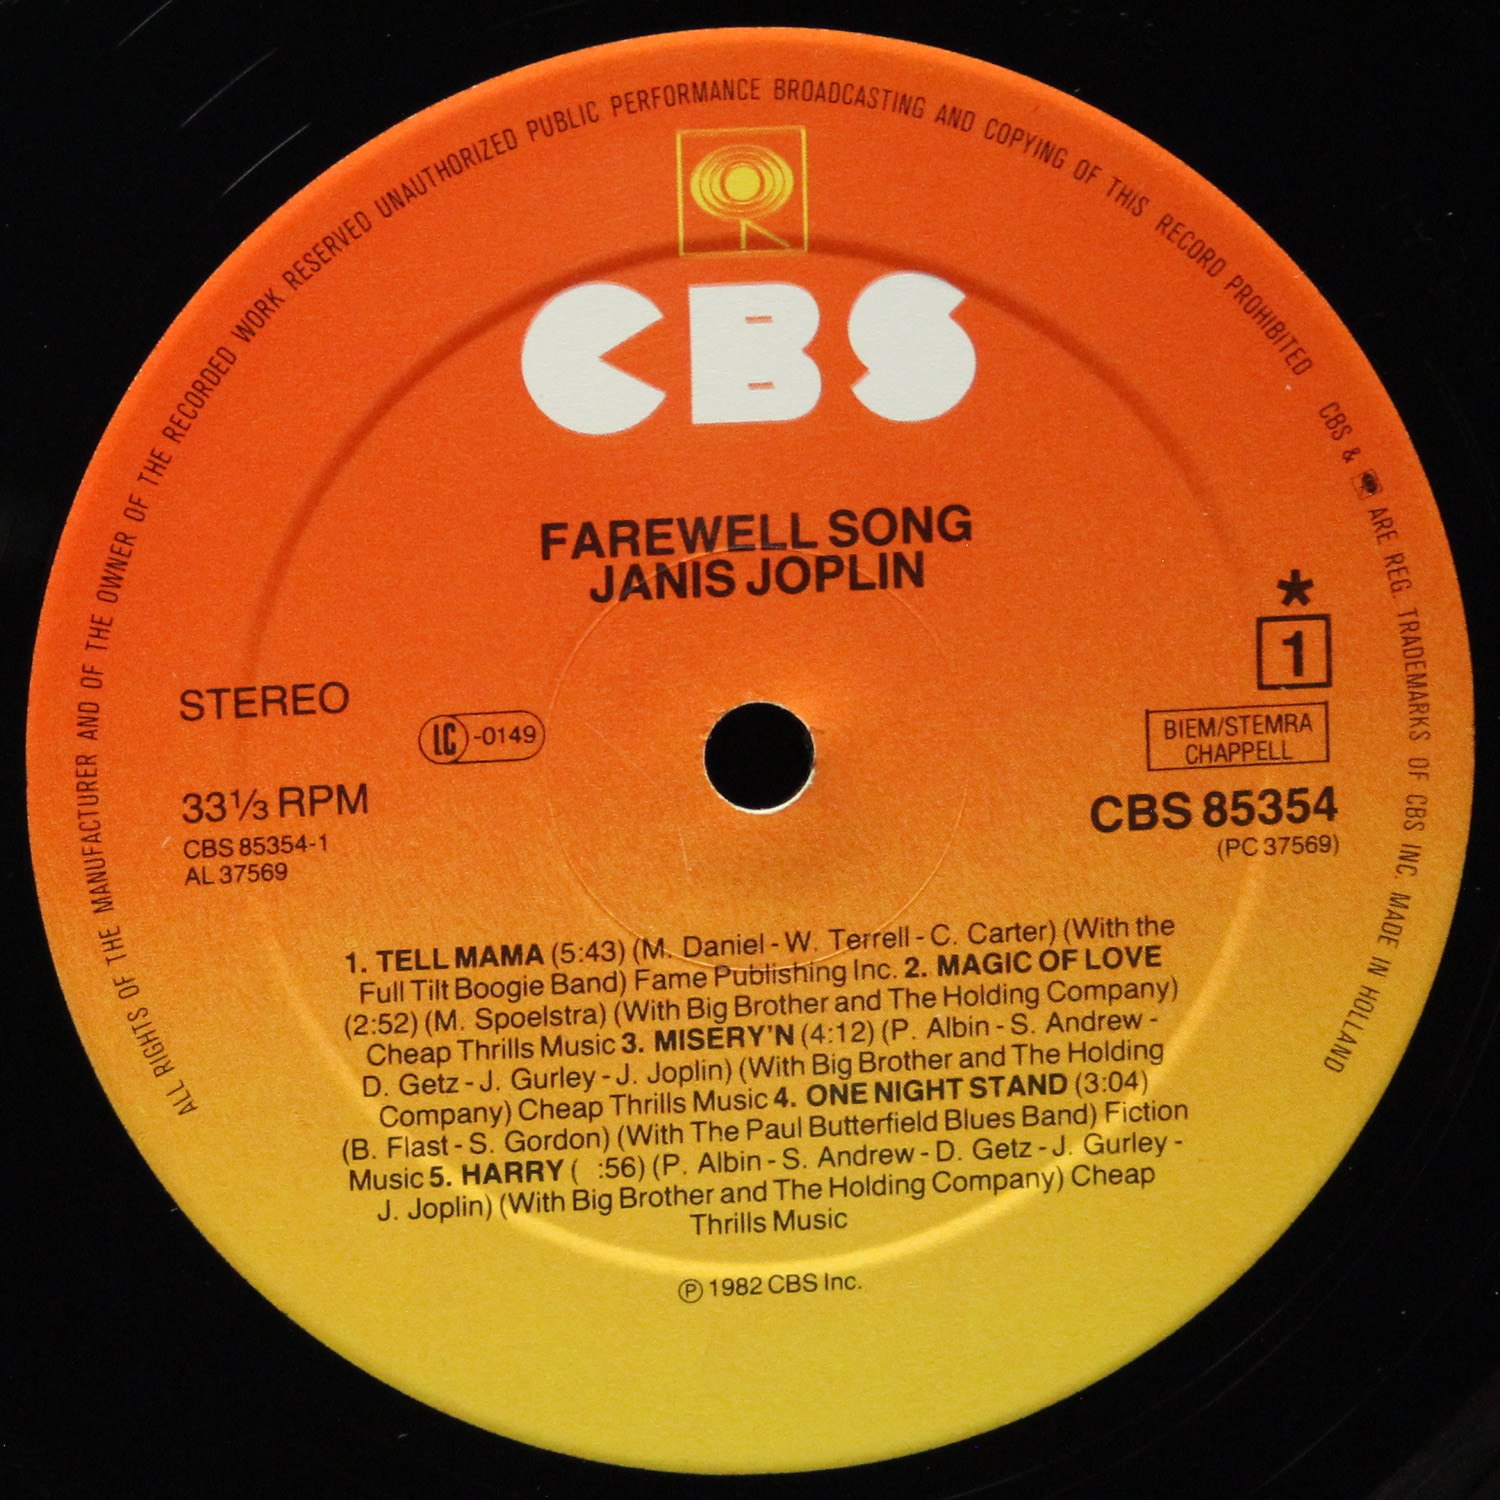 ALL RIGHTS OF THE MANUFACTURER AND OF THE OWNER OF THE RECORDED WORK RESERVED UNAUTHORIZED PUBLIC PERFORMANCE BROADCASTING AND COPYING OF THIS RECORD PROHIBITED CBS & ARE REG. TRADEMARKS OF CBS INC. MADE IN HOLLAND
CBS
FAREWELL SONG
JANIS JOPLIN
*
1
STEREO
LC-0149
BIEM/STEMRA
CHAPPELL
33⅓ RPM
CBS 85354-1
AL 37569
CBS 85354
(PC 37569)
1. TELL MAMA (5:43) (M. Daniel - W. Terrell - C. Carter) (With the
Full Tilt Boogie Band) Fame Publishing Inc. 2. MAGIC OF LOVE
(2:52) (M. Spoelstra) (With Big Brother and The Holding Company)
Cheap Thrills Music 3. MISERY'N (4:12) (P. Albin - S. Andrew -
D. Getz - J. Gurley - J. Joplin) (With Big Brother and The Holding
Company) Cheap Thrills Music 4. ONE NIGHT STAND (3:04)
(B. Flast - S. Gordon) (With The Paul Butterfield Blues Band) Fiction
Music 5. HARRY ( :56) (P. Albin - S. Andrew - D. Getz - J. Gurley -
J. Joplin) (With Big Brother and The Holding Company) Cheap
Thrills Music
℗ 1982 CBS Inc.